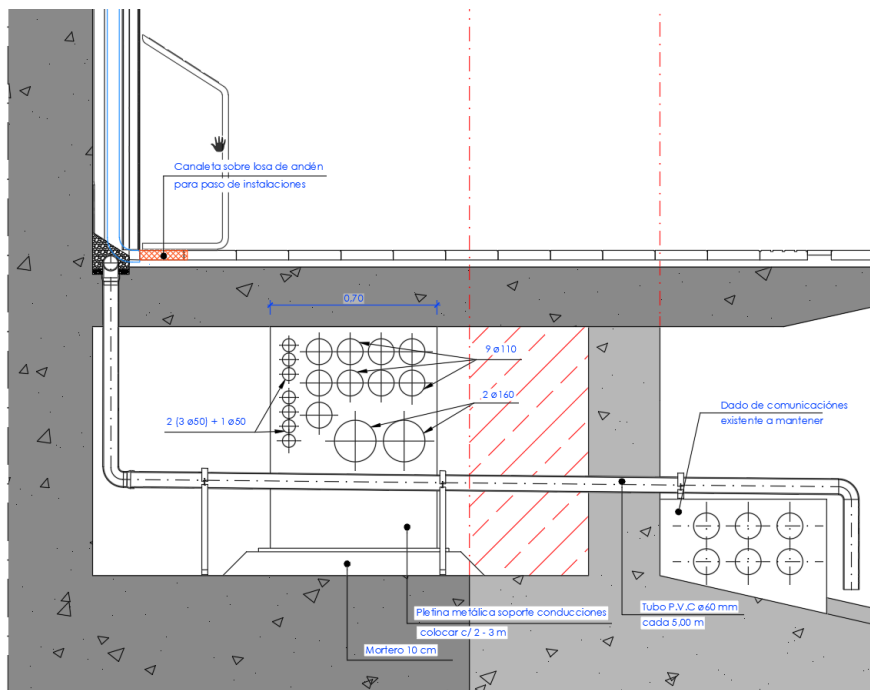 Canaleta sobre losa de andén
para paso de instalaciones
0,70
9 ø110
2 ø160
2 (3 ø50) + 1 ø50
Dado de comunicaciónes
existente a mantener
Pletina metálica soporte conducciones
colocar c/ 2 - 3 m
Mortero 10 cm
Tubo P.V.C ø60 mm
cada 5,00 m